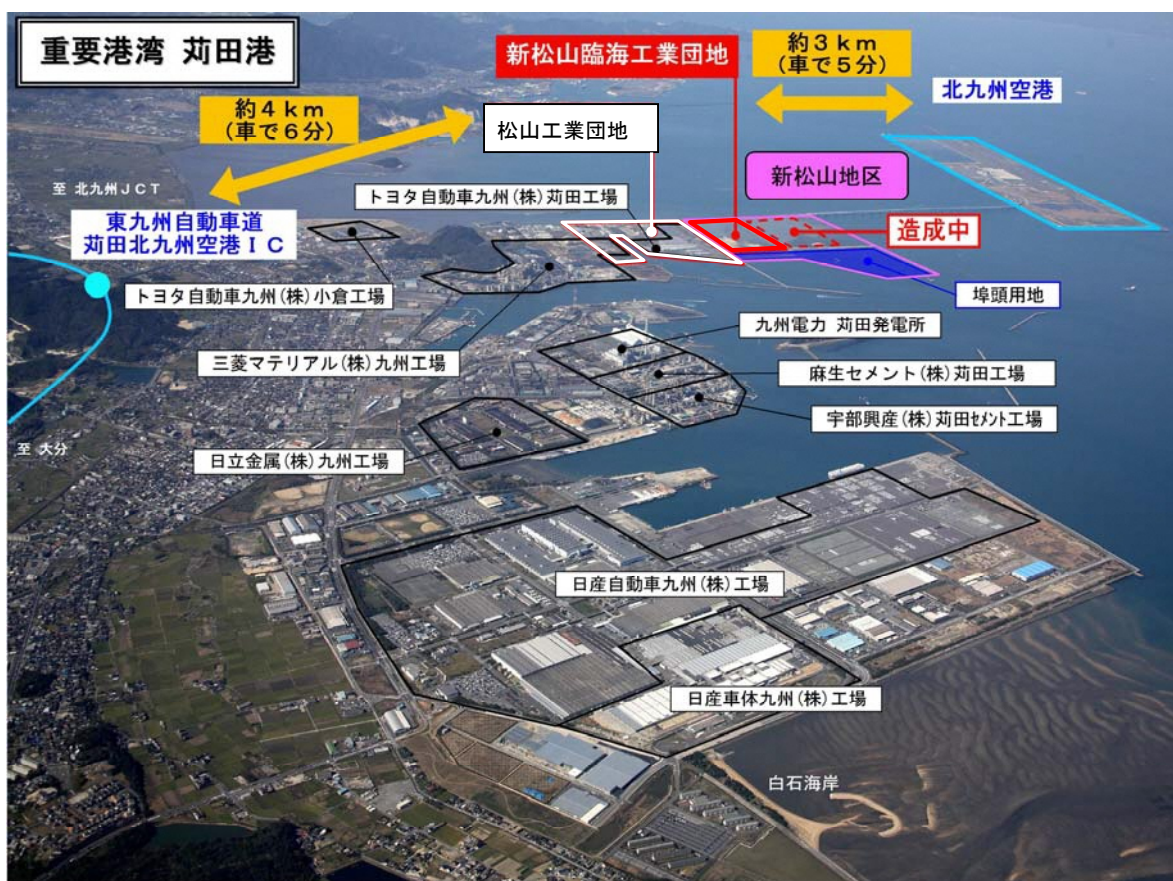 重要港湾 苅田港
新松山臨海工業団地
約３ｋｍ
（車で５分）
北九州空港
約４ｋｍ
（車で６分）
松山工業団地
新松山地区
至 北九州ＪＣＴ
トヨタ自動車九州(株)苅田工場
東九州自動車道
苅田北九州空港ＩＣ
造成中
トヨタ自動車九州(株)小倉工場
埠頭用地
九州電力 苅田発電所
三菱マテリアル(株)九州工場
麻生セメント(株)苅田工場
宇部興産(株)苅田ｾﾒﾝﾄ工場
至 大分
日立金属(株)九州工場
日産自動車九州(株)工場
日産車体九州(株)工場
白石海岸